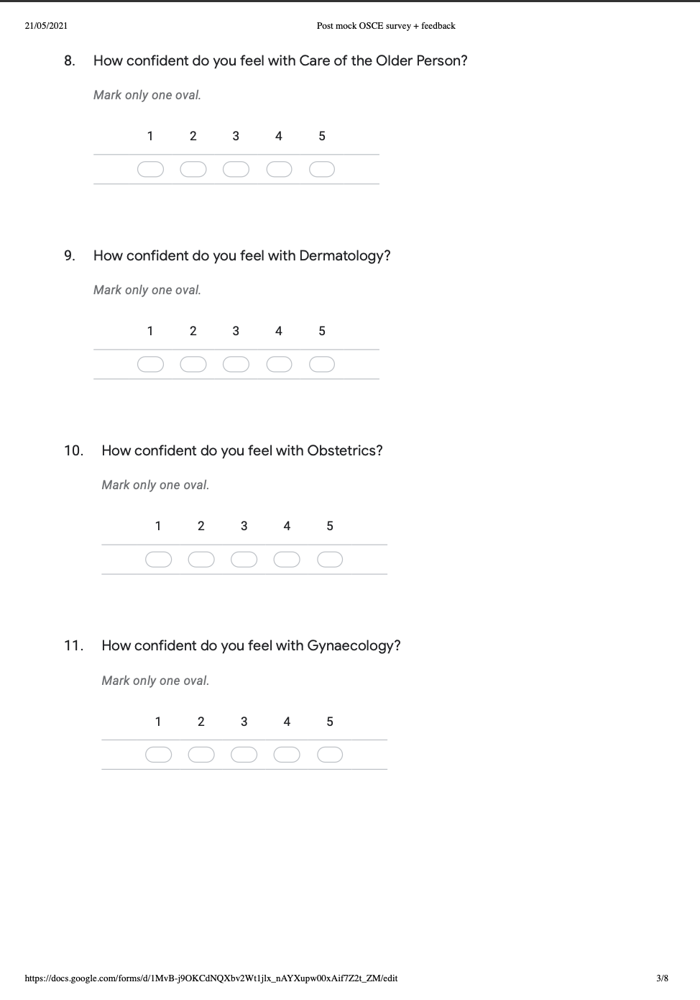 21/05/2021 Post mock OSCE survey + feedback
8. How confident do you feel with Care of the Older Person?
Mark only one oval.
1 2 3 4 5
9. How confident do you feel with Dermatology?
Mark only one oval.
1 2 3 4 5
10. How confident do you feel with Obstetrics?
Mark only one oval.
1 2 3 4 5
11. How confident do you feel with Gynaecology?
Mark only one oval.
1 2 3 4 5
https://docs.google.com/forms/d/1MvB-j9OKCdNQXbv2Wt1jlx_nAYXupw00xAif7Z2t_ZM/edit 3/8